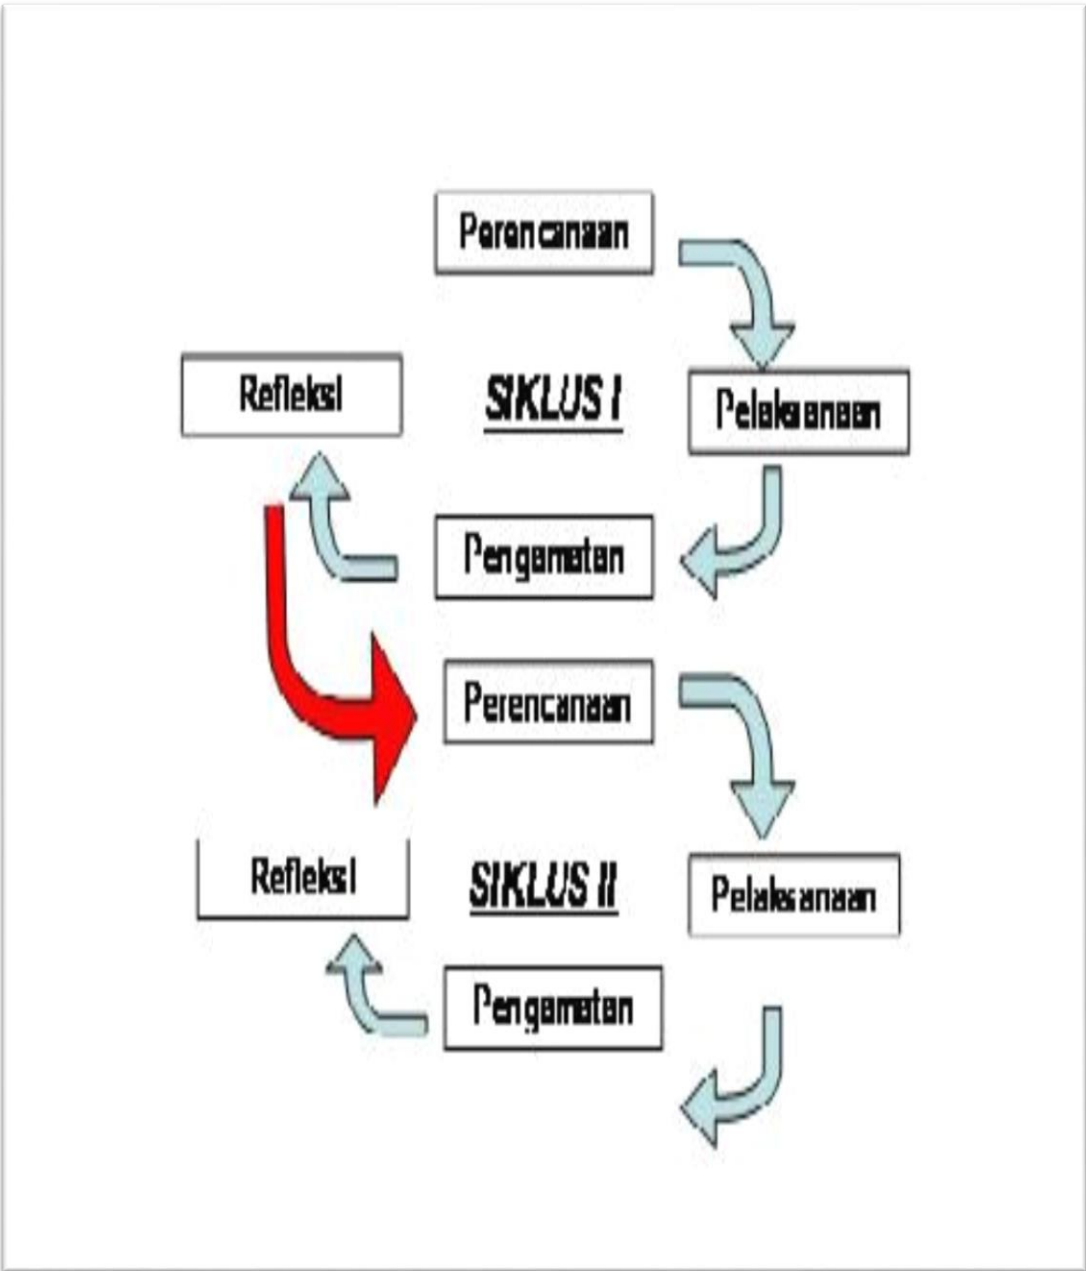 Perencanaan
Refleksi
SIKLUS I
Pelaksanaan
Pengamatan
Perencanaan
Refleksi
SIKLUS II
Pelaksanaan
Pengamatan